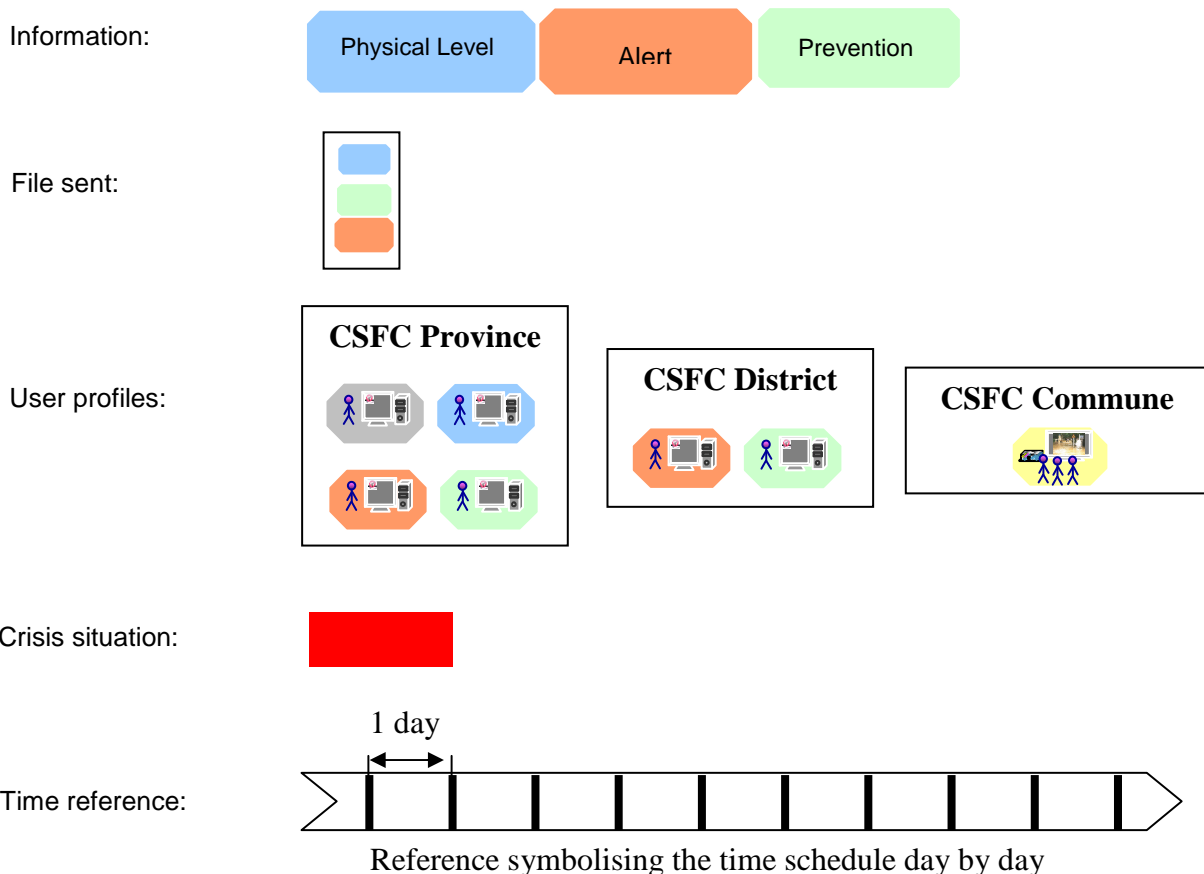 Information:
Physical Level
Alert
Prevention
File sent:
User profiles:
CSFC Province
CSFC District
CSFC Commune
Crisis situation:
1 day
Time reference:
Reference symbolising the time schedule day by day